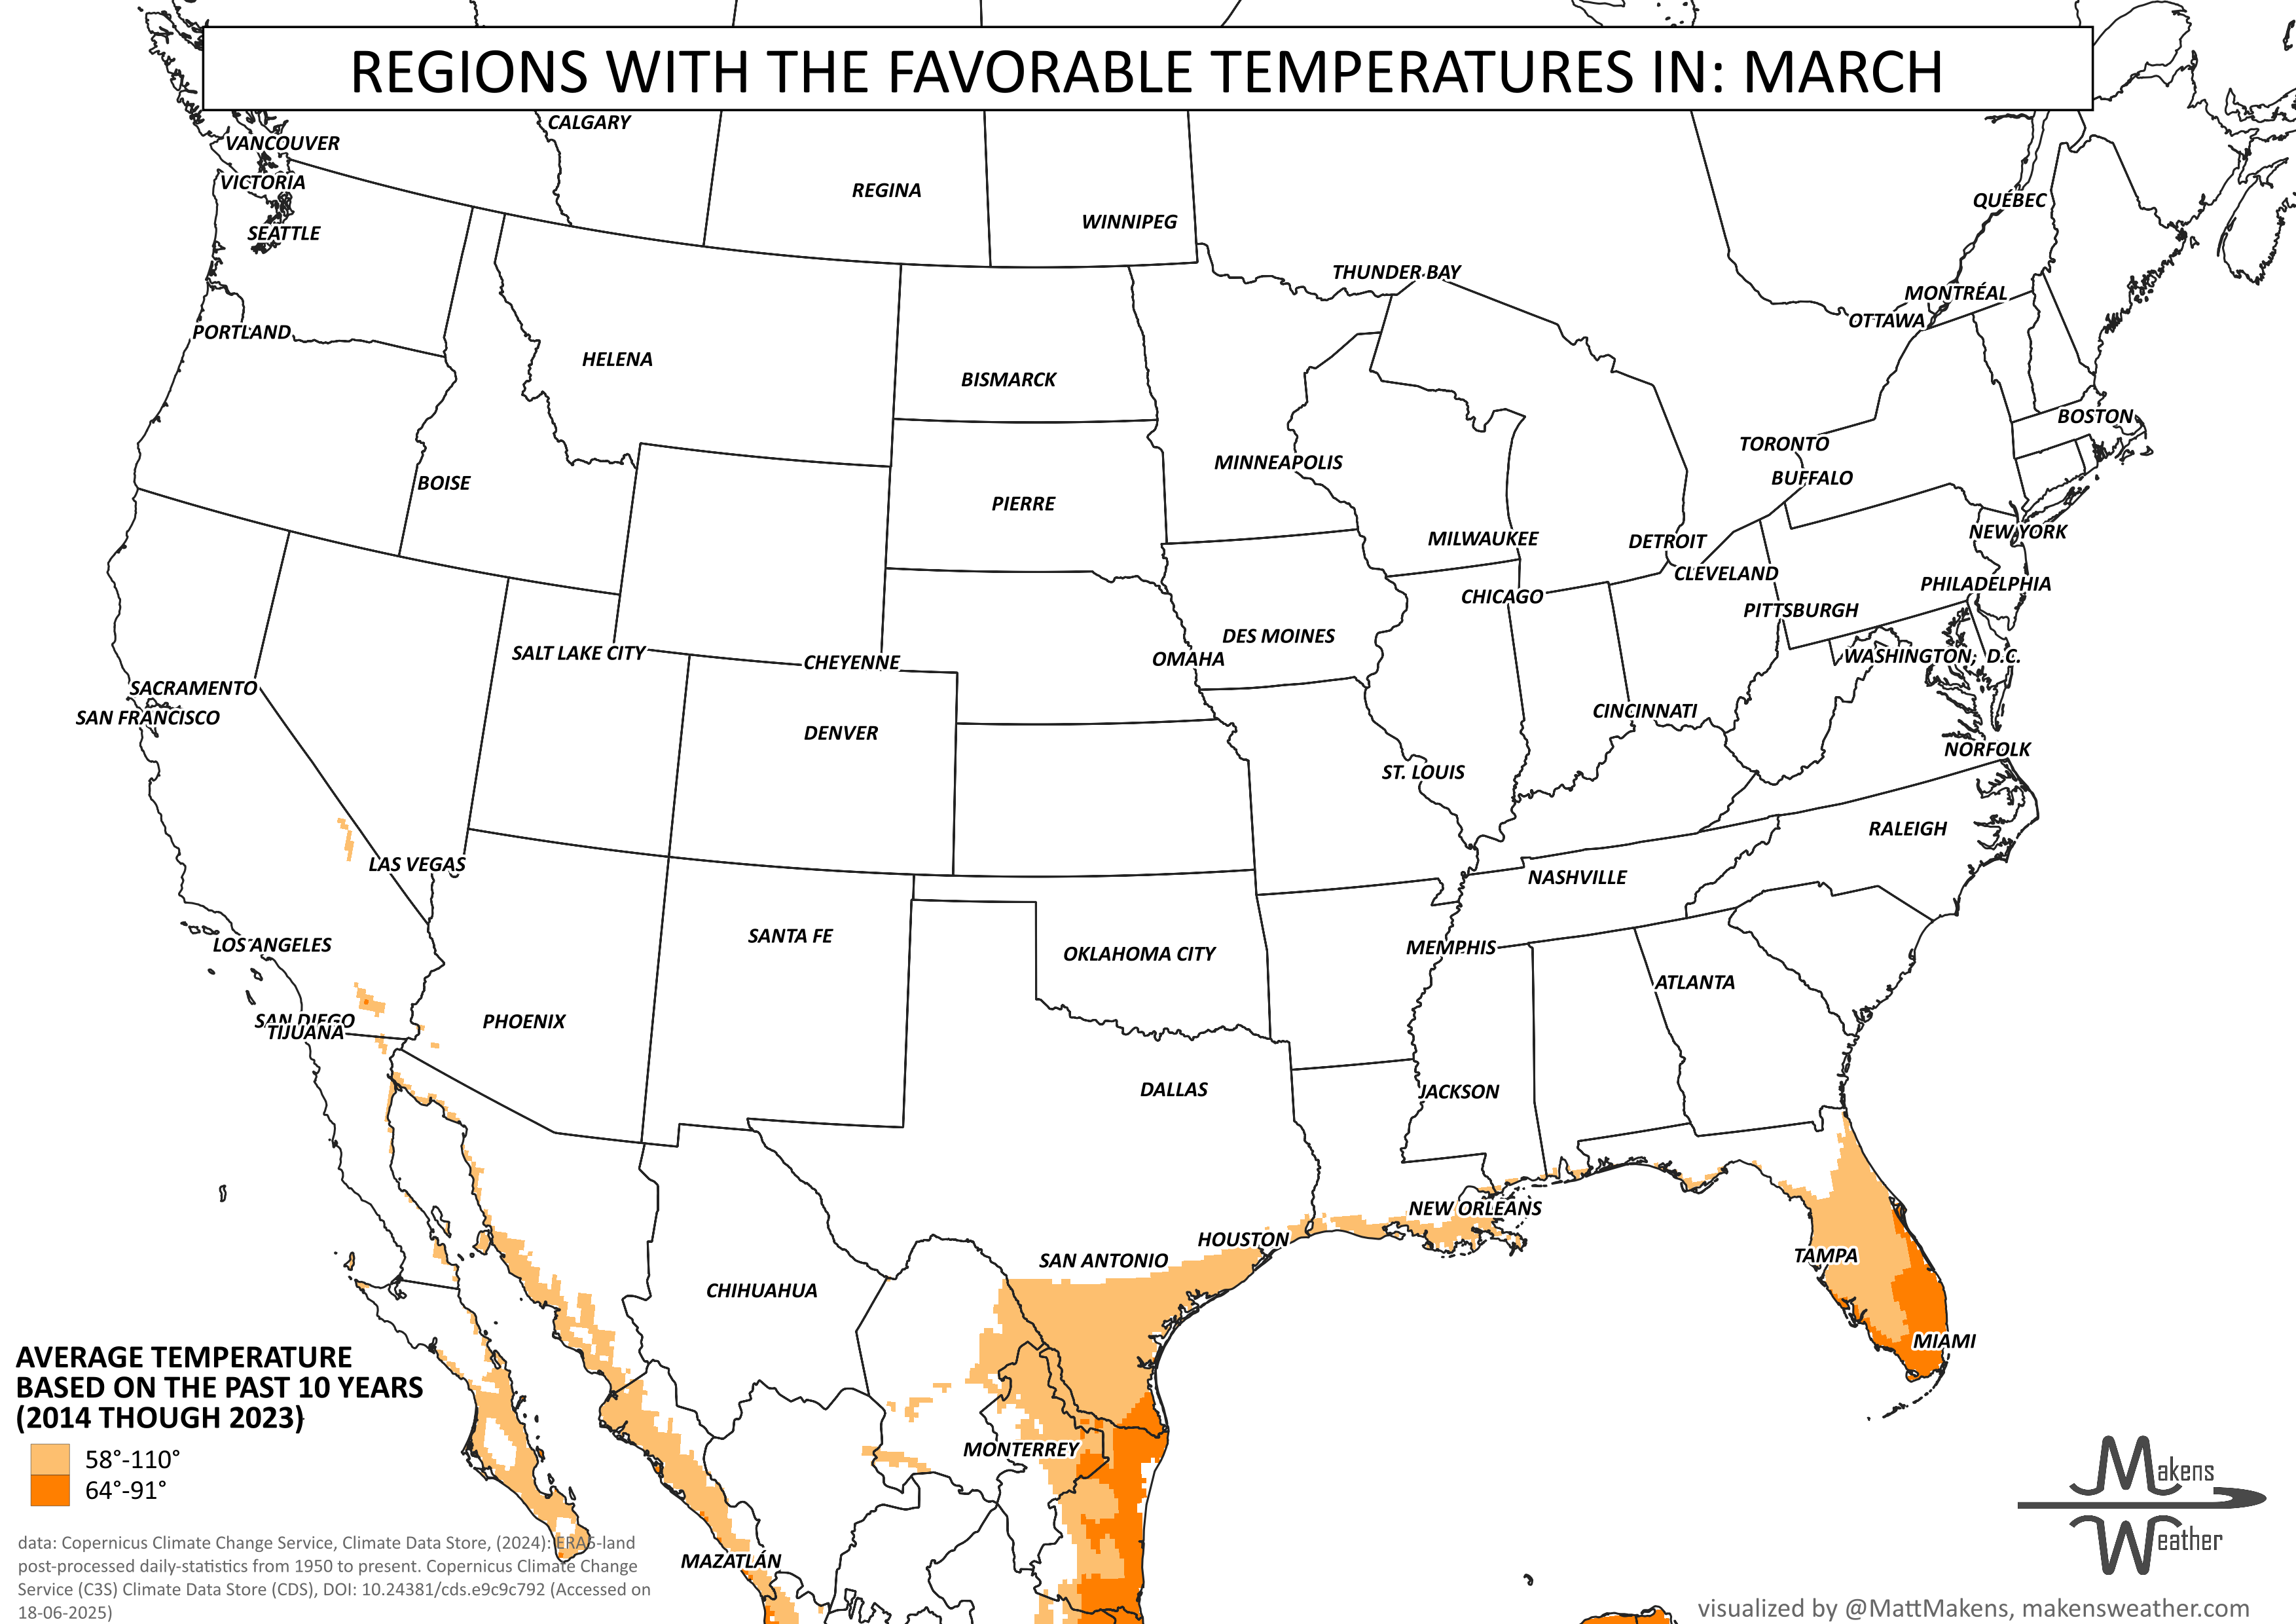 REGIONS WITH THE FAVORABLE TEMPERATURES IN: MARCH
CALGARY
VANCOUVER
VICTORIA
SEATTLE
REGINA
WINNIPEG
THUNDER BAY
QUÉBEC
MONTRÉAL
OTTAWA
PORTLAND
HELENA
BISMARCK
BOSTON
TORONTO
BUFFALO
MINNEAPOLIS
BOISE
PIERRE
NEW YORK
MILWAUKEE
DETROIT
CLEVELAND
PHILADELPHIA
CHICAGO
PITTSBURGH
DES MOINES
OMAHA
SALT LAKE CITY
CHEYENNE
WASHINGTON, D.C.
SACRAMENTO
SAN FRANCISCO
DENVER
CINCINNATI
NORFOLK
ST. LOUIS
RALEIGH
LAS VEGAS
NASHVILLE
LOS ANGELES
SANTA FE
OKLAHOMA CITY
MEMPHIS
ATLANTA
SAN DIEGO
TIJUANA
PHOENIX
DALLAS
JACKSON
NEW ORLEANS
HOUSTON
SAN ANTONIO
TAMPA
CHIHUAHUA
MIAMI
MONTERREY
MAZATLÁN
AVERAGE TEMPERATURE
BASED ON THE PAST 10 YEARS
(2014 THOUGH 2023)
58°-110°
64°-91°
data: Copernicus Climate Change Service, Climate Data Store, (2024): ERA5-land
post-processed daily-statistics from 1950 to present. Copernicus Climate Change
Service (C3S) Climate Data Store (CDS), DOI: 10.24381/cds.e9c9c792 (Accessed on
18-06-2025)
Makens
Weather
visualized by @MattMakens, makensweather.com